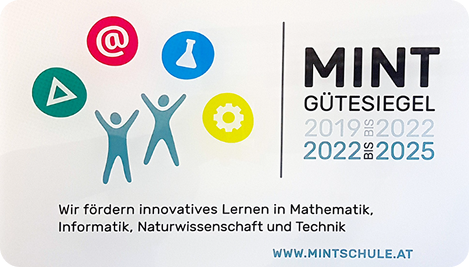 @
MINT
GÜTESIEGEL
2019 BIS 2022
2022 BIS 2025
Wir fördern innovatives Lernen in Mathematik,
Informatik, Naturwissenschaft und Technik
WWW.MINTSCHULE.AT